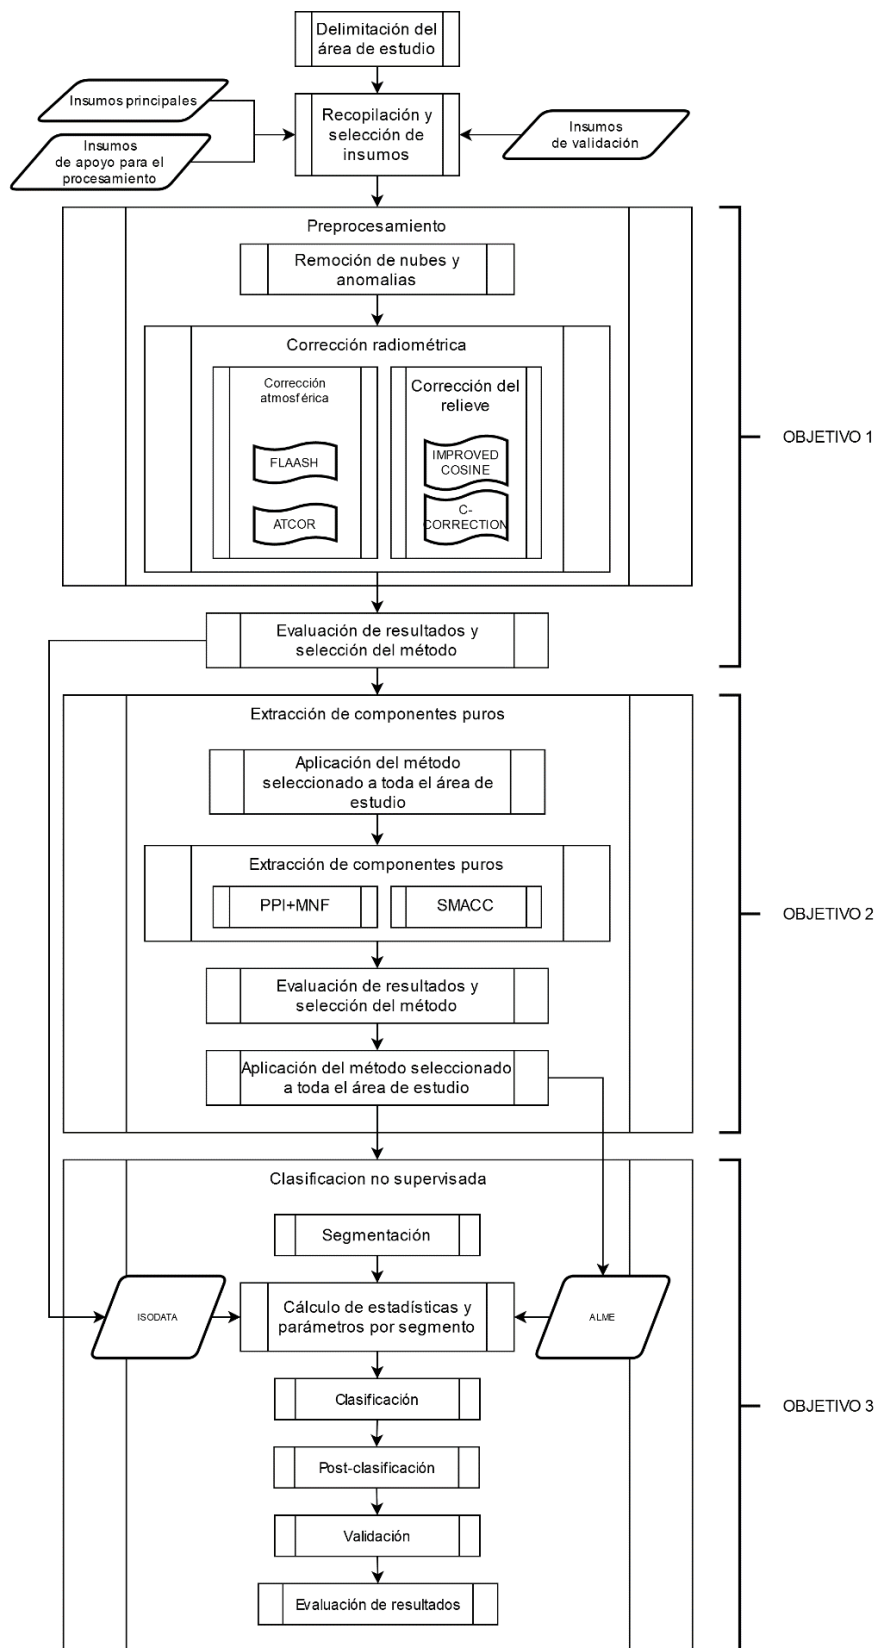 Delimitación del
área de estudio
Insumos principales
Insumos
de apoyo para el
procesamiento
Recopilación y
selección de
insumos
Insumos
de validación
Preprocesamiento
Remoción de nubes y
anomalias
Corrección radiométrica
Corrección
atmosférica
FLAASH
ATCOR
Corrección del
relieve
IMPROVED
COSINE
C-
CORRECTION
OBJETIVO 1
Evaluación de resultados y
selección del método
Extracción de componentes puros
Aplicación del método
seleccionado a toda el área de
estudio
Extracción de componentes puros
PPI+MNF
SMACC
OBJETIVO 2
Evaluación de resultados y
selección del método
Aplicación del método seleccionado
a toda el área de estudio
Clasificacion no supervisada
Segmentación
ISODATA
Cálculo de estadísticas y
parámetros por segmento
ALME
Clasificación
OBJETIVO 3
Post-clasificación
Validación
Evaluación de resultados